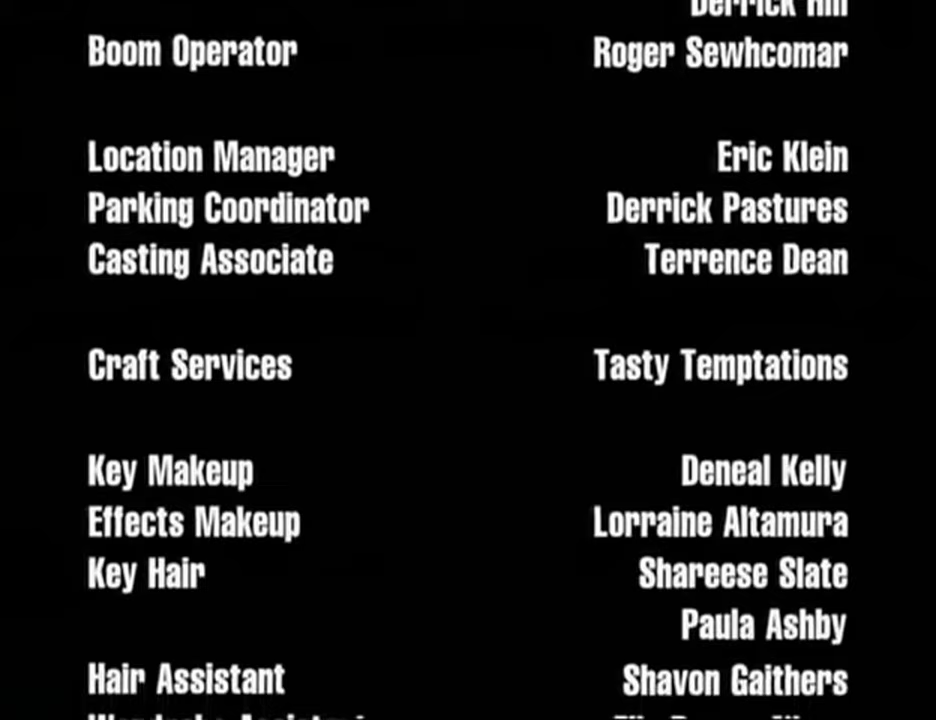 Derrick Hill
Boom Operator Roger Sewhcomar
Location Manager Eric Klein
Parking Coordinator Derrick Pastures
Casting Associate Terrence Dean
Craft Services Tasty Temptations
Key Makeup Deneal Kelly
Effects Makeup Lorraine Altamura
Key Hair Shareese Slate
Paula Ashby
Hair Assistant Shavon Gaithers